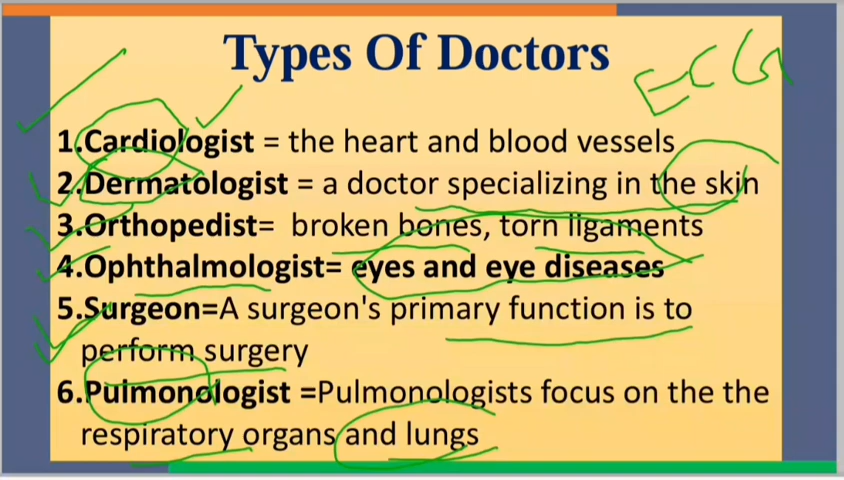 Types Of Doctors
ECG
1.Cardiologist = the heart and blood vessels
2.Dermatologist = a doctor specializing in the skin
3.Orthopedist= broken bones, torn ligaments
4.Ophthalmologist= eyes and eye diseases
5.Surgeon=A surgeon's primary function is to
perform surgery
6.Pulmonologist =Pulmonologists focus on the the
respiratory organs and lungs